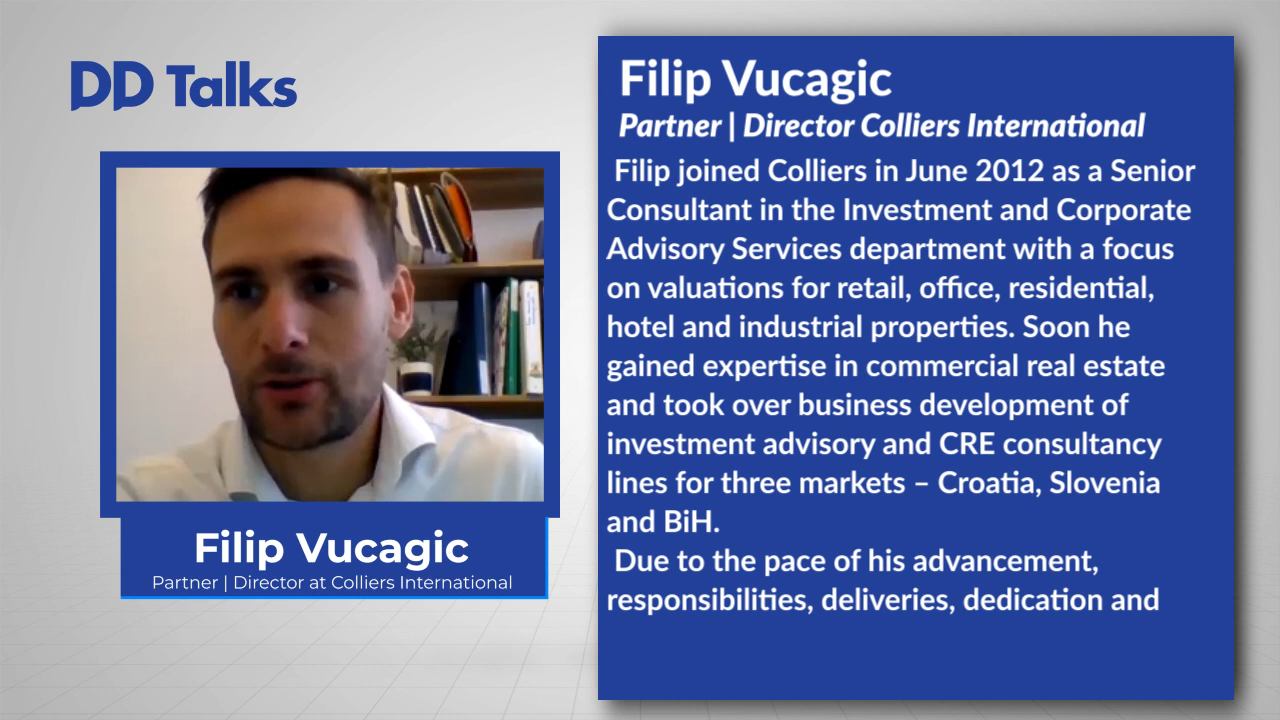 DD Talks
Filip Vucagic
Partner | Director at Colliers International
Filip Vucagic
Partner | Director Colliers International
Filip joined Colliers in June 2012 as a Senior
Consultant in the Investment and Corporate
Advisory Services department with a focus
on valuations for retail, office, residential,
hotel and industrial properties. Soon he
gained expertise in commercial real estate
and took over business development of
investment advisory and CRE consultancy
lines for three markets – Croatia, Slovenia
and BiH.
Due to the pace of his advancement,
responsibilities, deliveries, dedication and